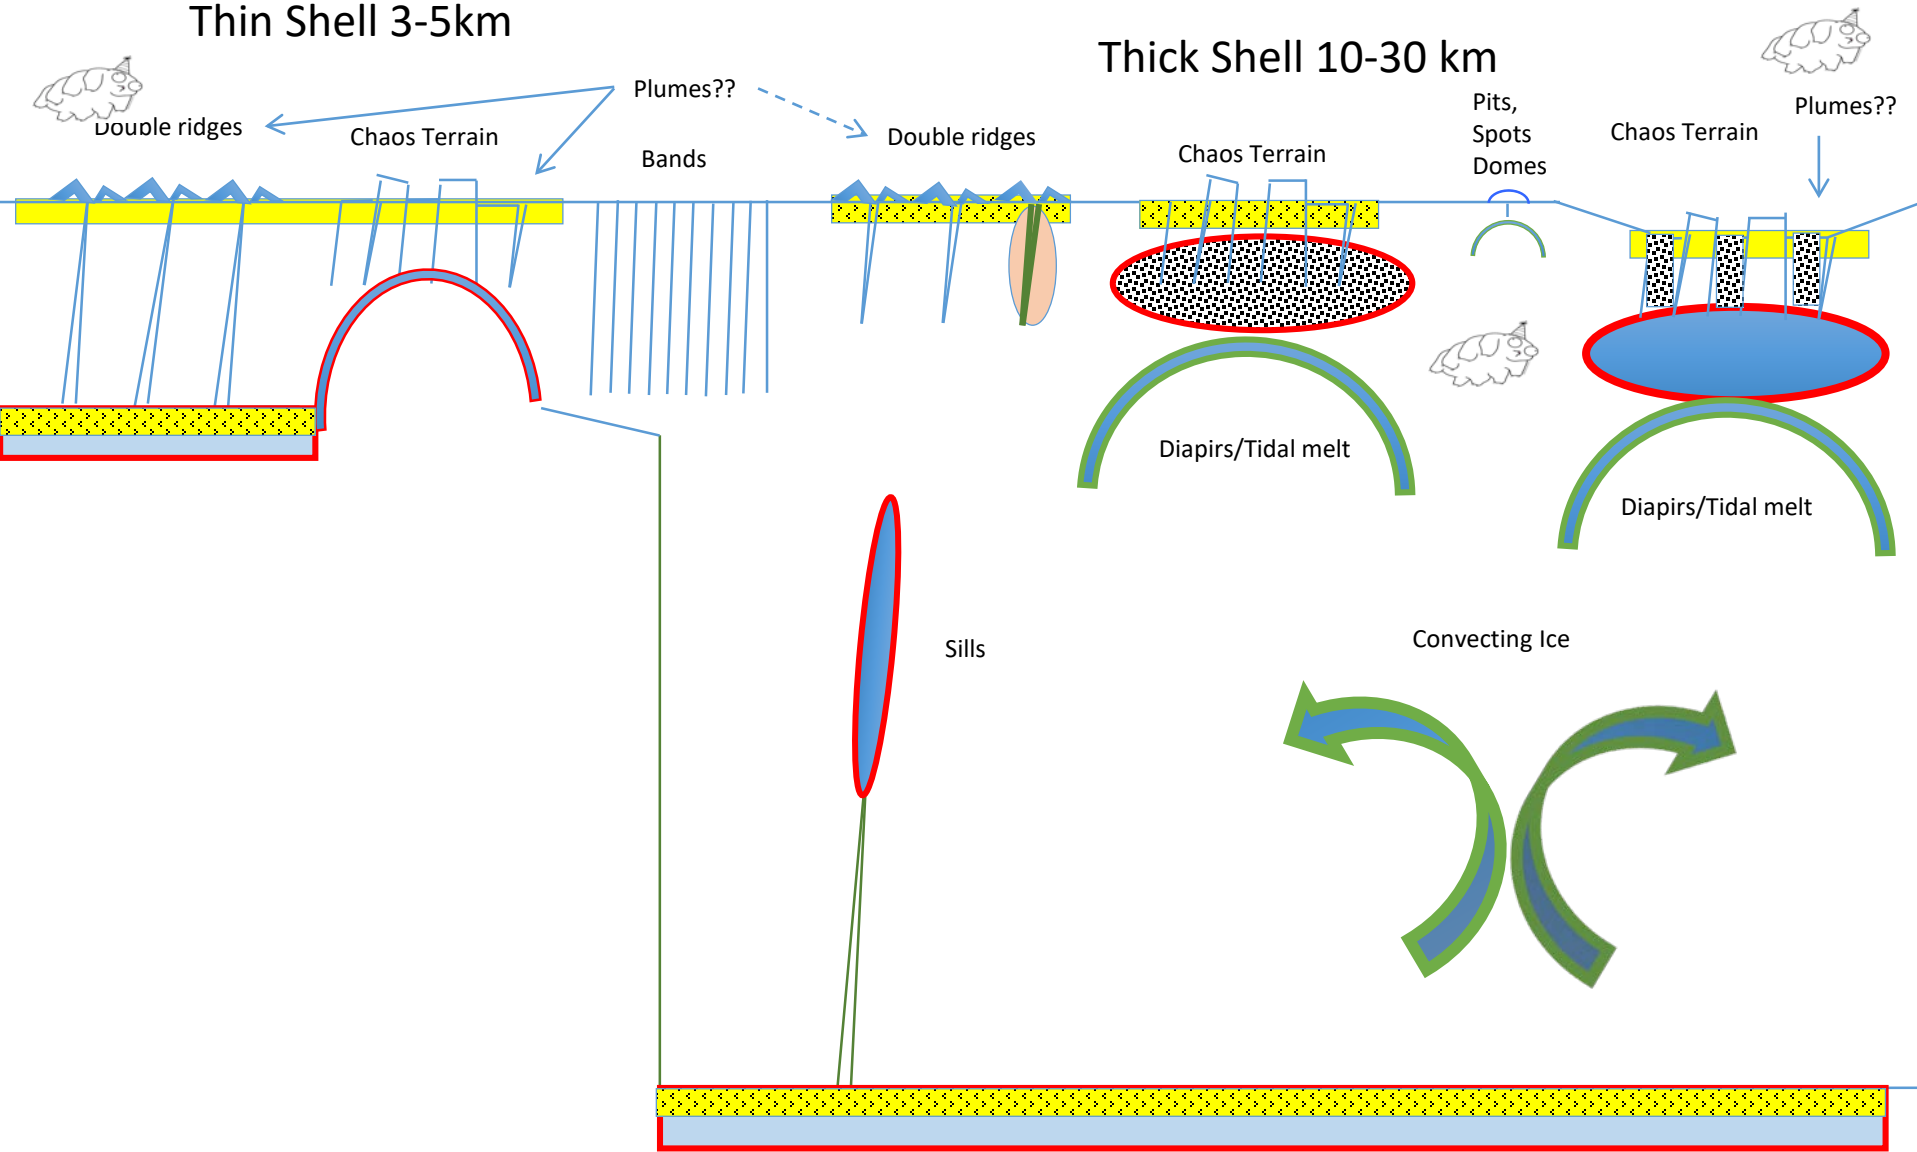 Thin Shell 3-5km
Thick Shell 10-30 km
Plumes??
Double ridges
Chaos Terrain
Bands
Double ridges
Chaos Terrain
Pits,
Spots
Domes
Chaos Terrain
Plumes??
Diapirs/Tidal melt
Diapirs/Tidal melt
Sills
Convecting Ice